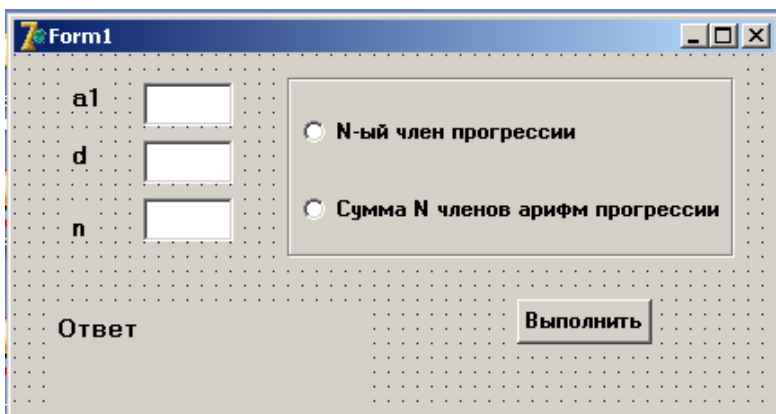 Form1
a1
d
n
N-ый член прогрессии
Сумма N членов арифм прогрессии
Ответ
Выполнить